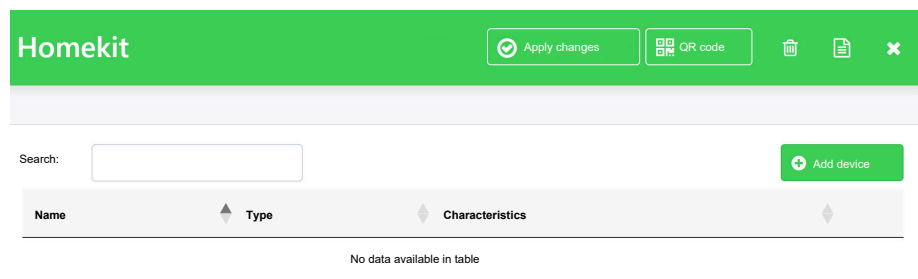 Homekit Apply changes QR code
Search: Add device
Name Type Characteristics
No data available in table